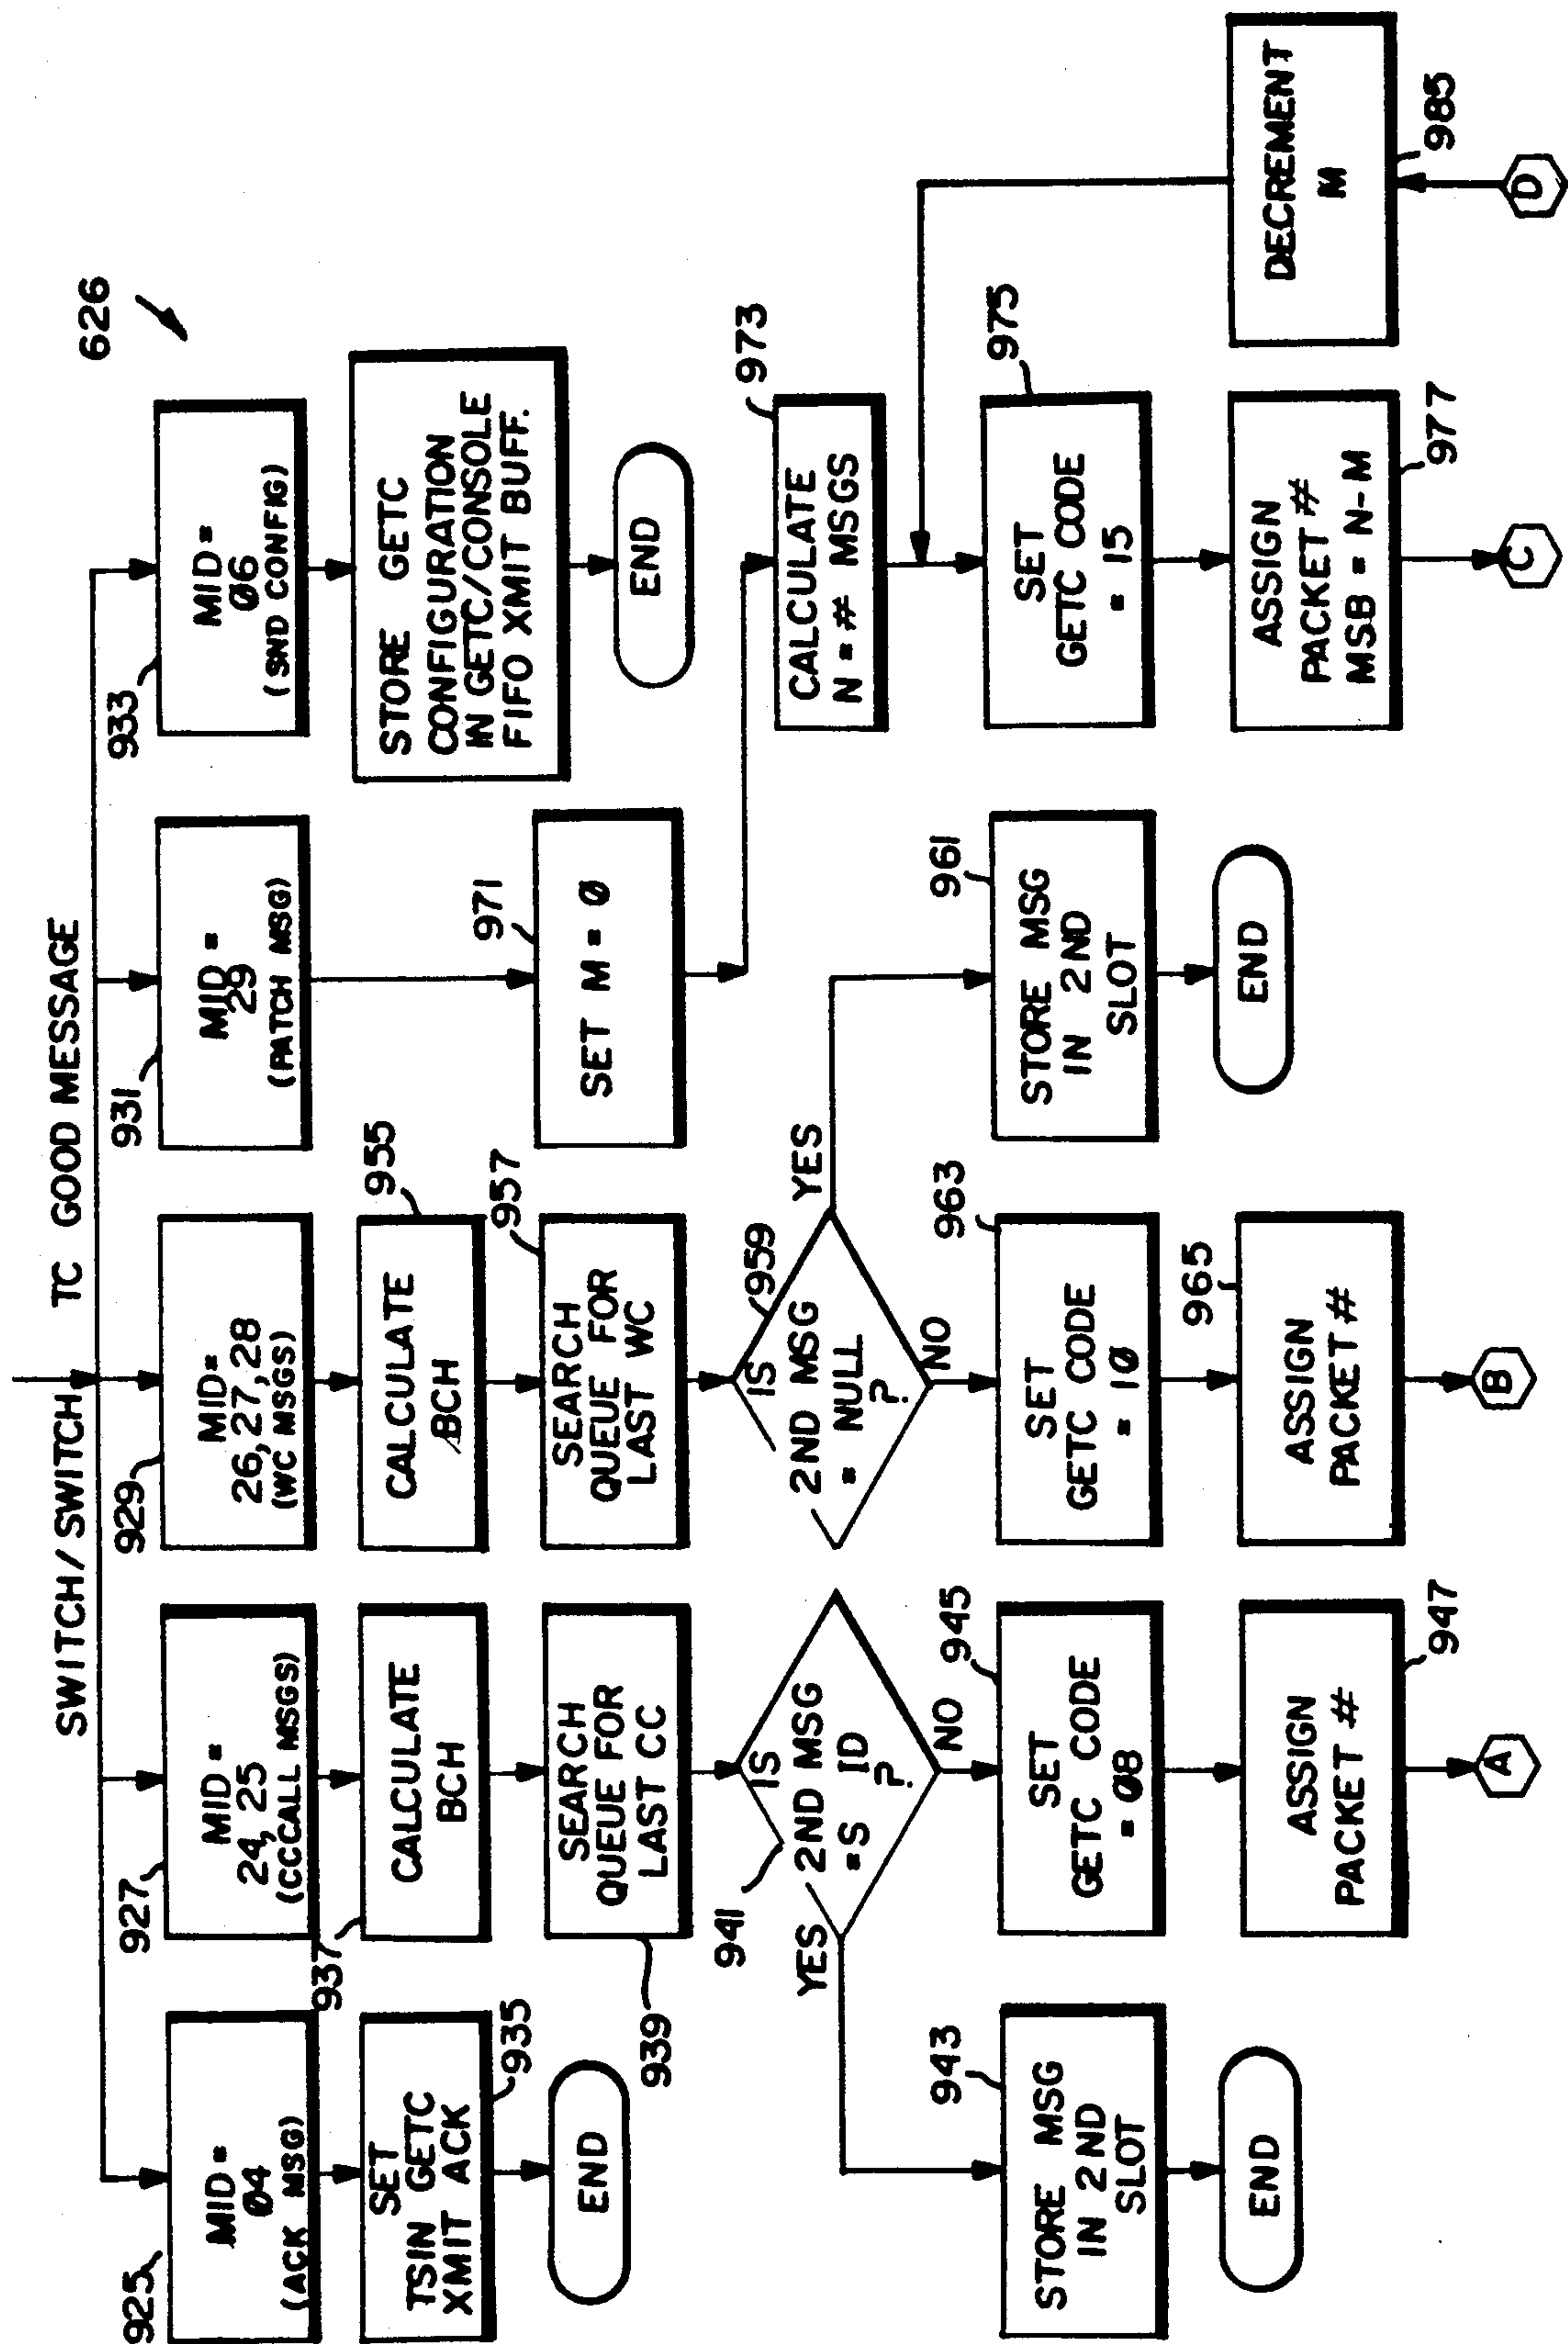 SWITCH/SWITCH TC GOOD MESSAGE
626
925
MID=
Ø4
(ACK MSG)
927
MID=
24, 25
(CCCALL MSGS)
929
MID=
26,27,28
(WC MSGS)
931
MID=
29
(PATCH MSG)
933
MID=
Ø6
(SND CONFIG)
SET
TSIN GETC
XMIT ACK
935
END
937
CALCULATE
BCH
955
CALCULATE
BCH
STORE GETC
CONFIGURATION
IN GETC/CONSOLE
FIFO XMIT BUFF.
END
939
SEARCH
QUEUE FOR
LAST CC
957
SEARCH
QUEUE FOR
LAST WC
971
SET M = Ø
941
IS
2ND MSG
=S ID
?
YES
NO
959
IS
2ND MSG
= NULL
?
YES
NO
973
CALCULATE
N = # MSGS
943
STORE MSG
IN 2ND
SLOT
END
945
SET
GETC CODE
= Ø8
963
SET
GETC CODE
= 1Ø
961
STORE MSG
IN 2ND
SLOT
END
975
SET
GETC CODE
= 15
947
ASSIGN
PACKET #
A
965
ASSIGN
PACKET #
B
977
ASSIGN
PACKET #
MSB = N-M
C
DECREMENT
M
985
D